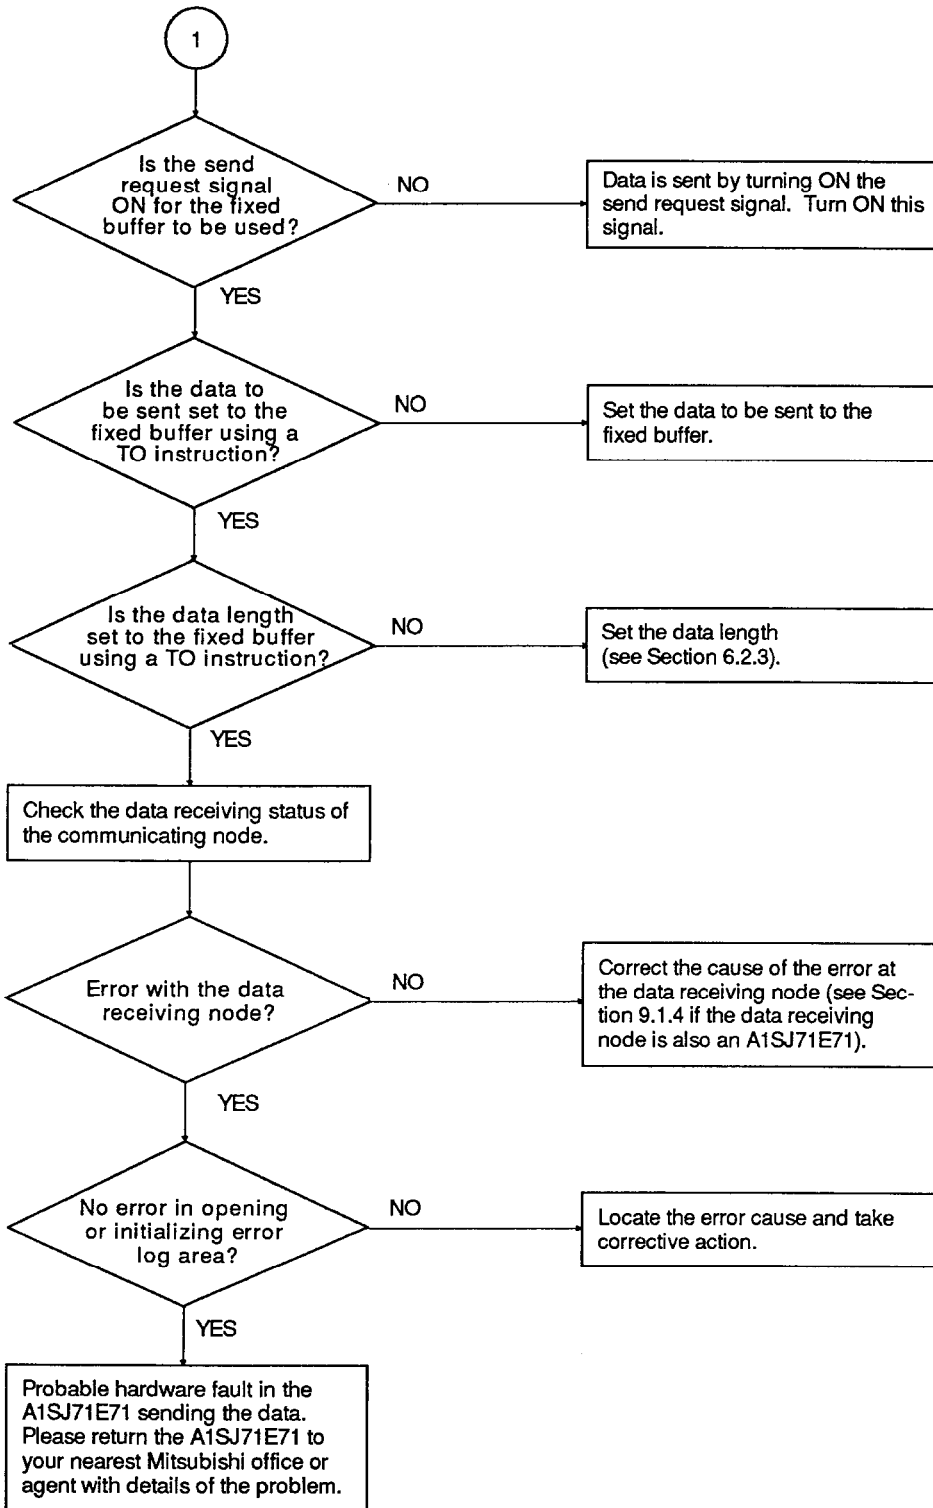 1
Is the send
request signal
ON for the fixed
buffer to be used?
NO
Data is sent by turning ON the
send request signal. Turn ON this
signal.
YES
Is the data to
be sent set to the
fixed buffer using a
TO instruction?
NO
Set the data to be sent to the
fixed buffer.
YES
Is the data length
set to the fixed buffer
using a TO instruction?
NO
Set the data length
(see Section 6.2.3).
YES
Check the data receiving status of
the communicating node.
Error with the data
receiving node?
NO
Correct the cause of the error at
the data receiving node (see Sec-
tion 9.1.4 if the data receiving
node is also an A1SJ71E71).
YES
No error in opening
or initializing error
log area?
NO
Locate the error cause and take
corrective action.
YES
Probable hardware fault in the
A1SJ71E71 sending the data.
Please return the A1SJ71E71 to
your nearest Mitsubishi office or
agent with details of the problem.